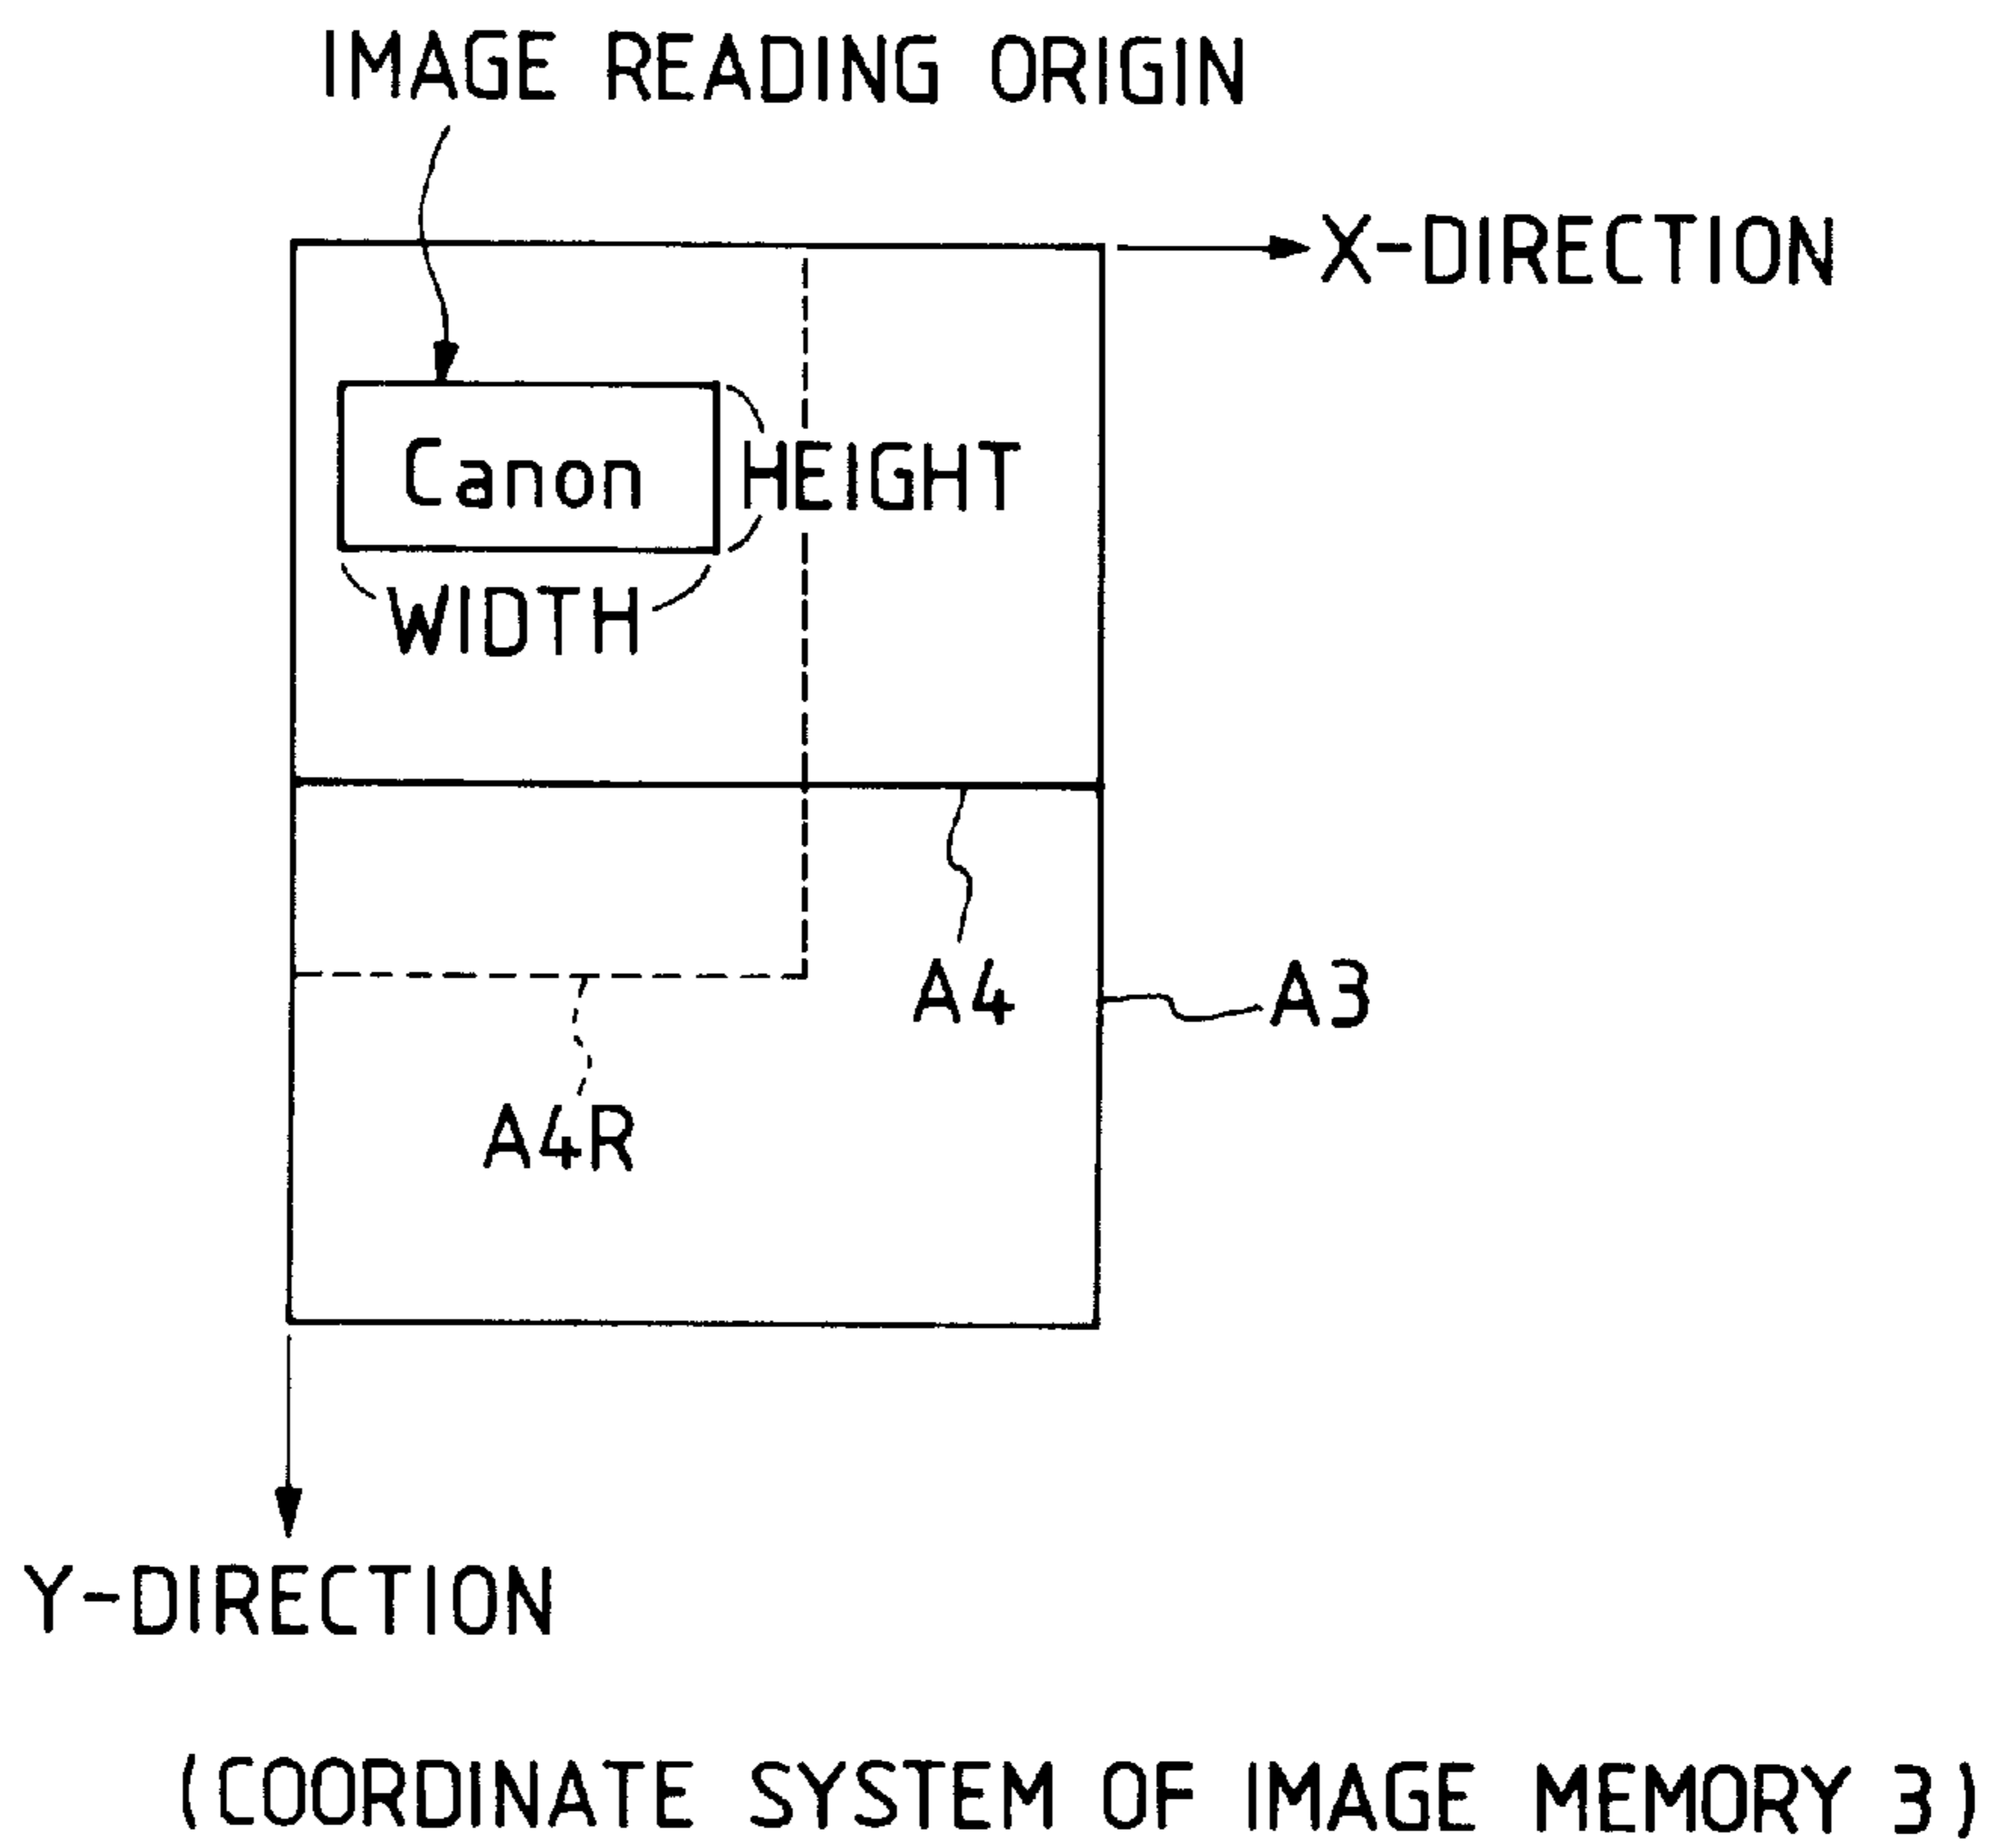 IMAGE READING ORIGIN
X-DIRECTION
Canon
HEIGHT
WIDTH
A4
A3
A4R
Y-DIRECTION
(COORDINATE SYSTEM OF IMAGE MEMORY 3)